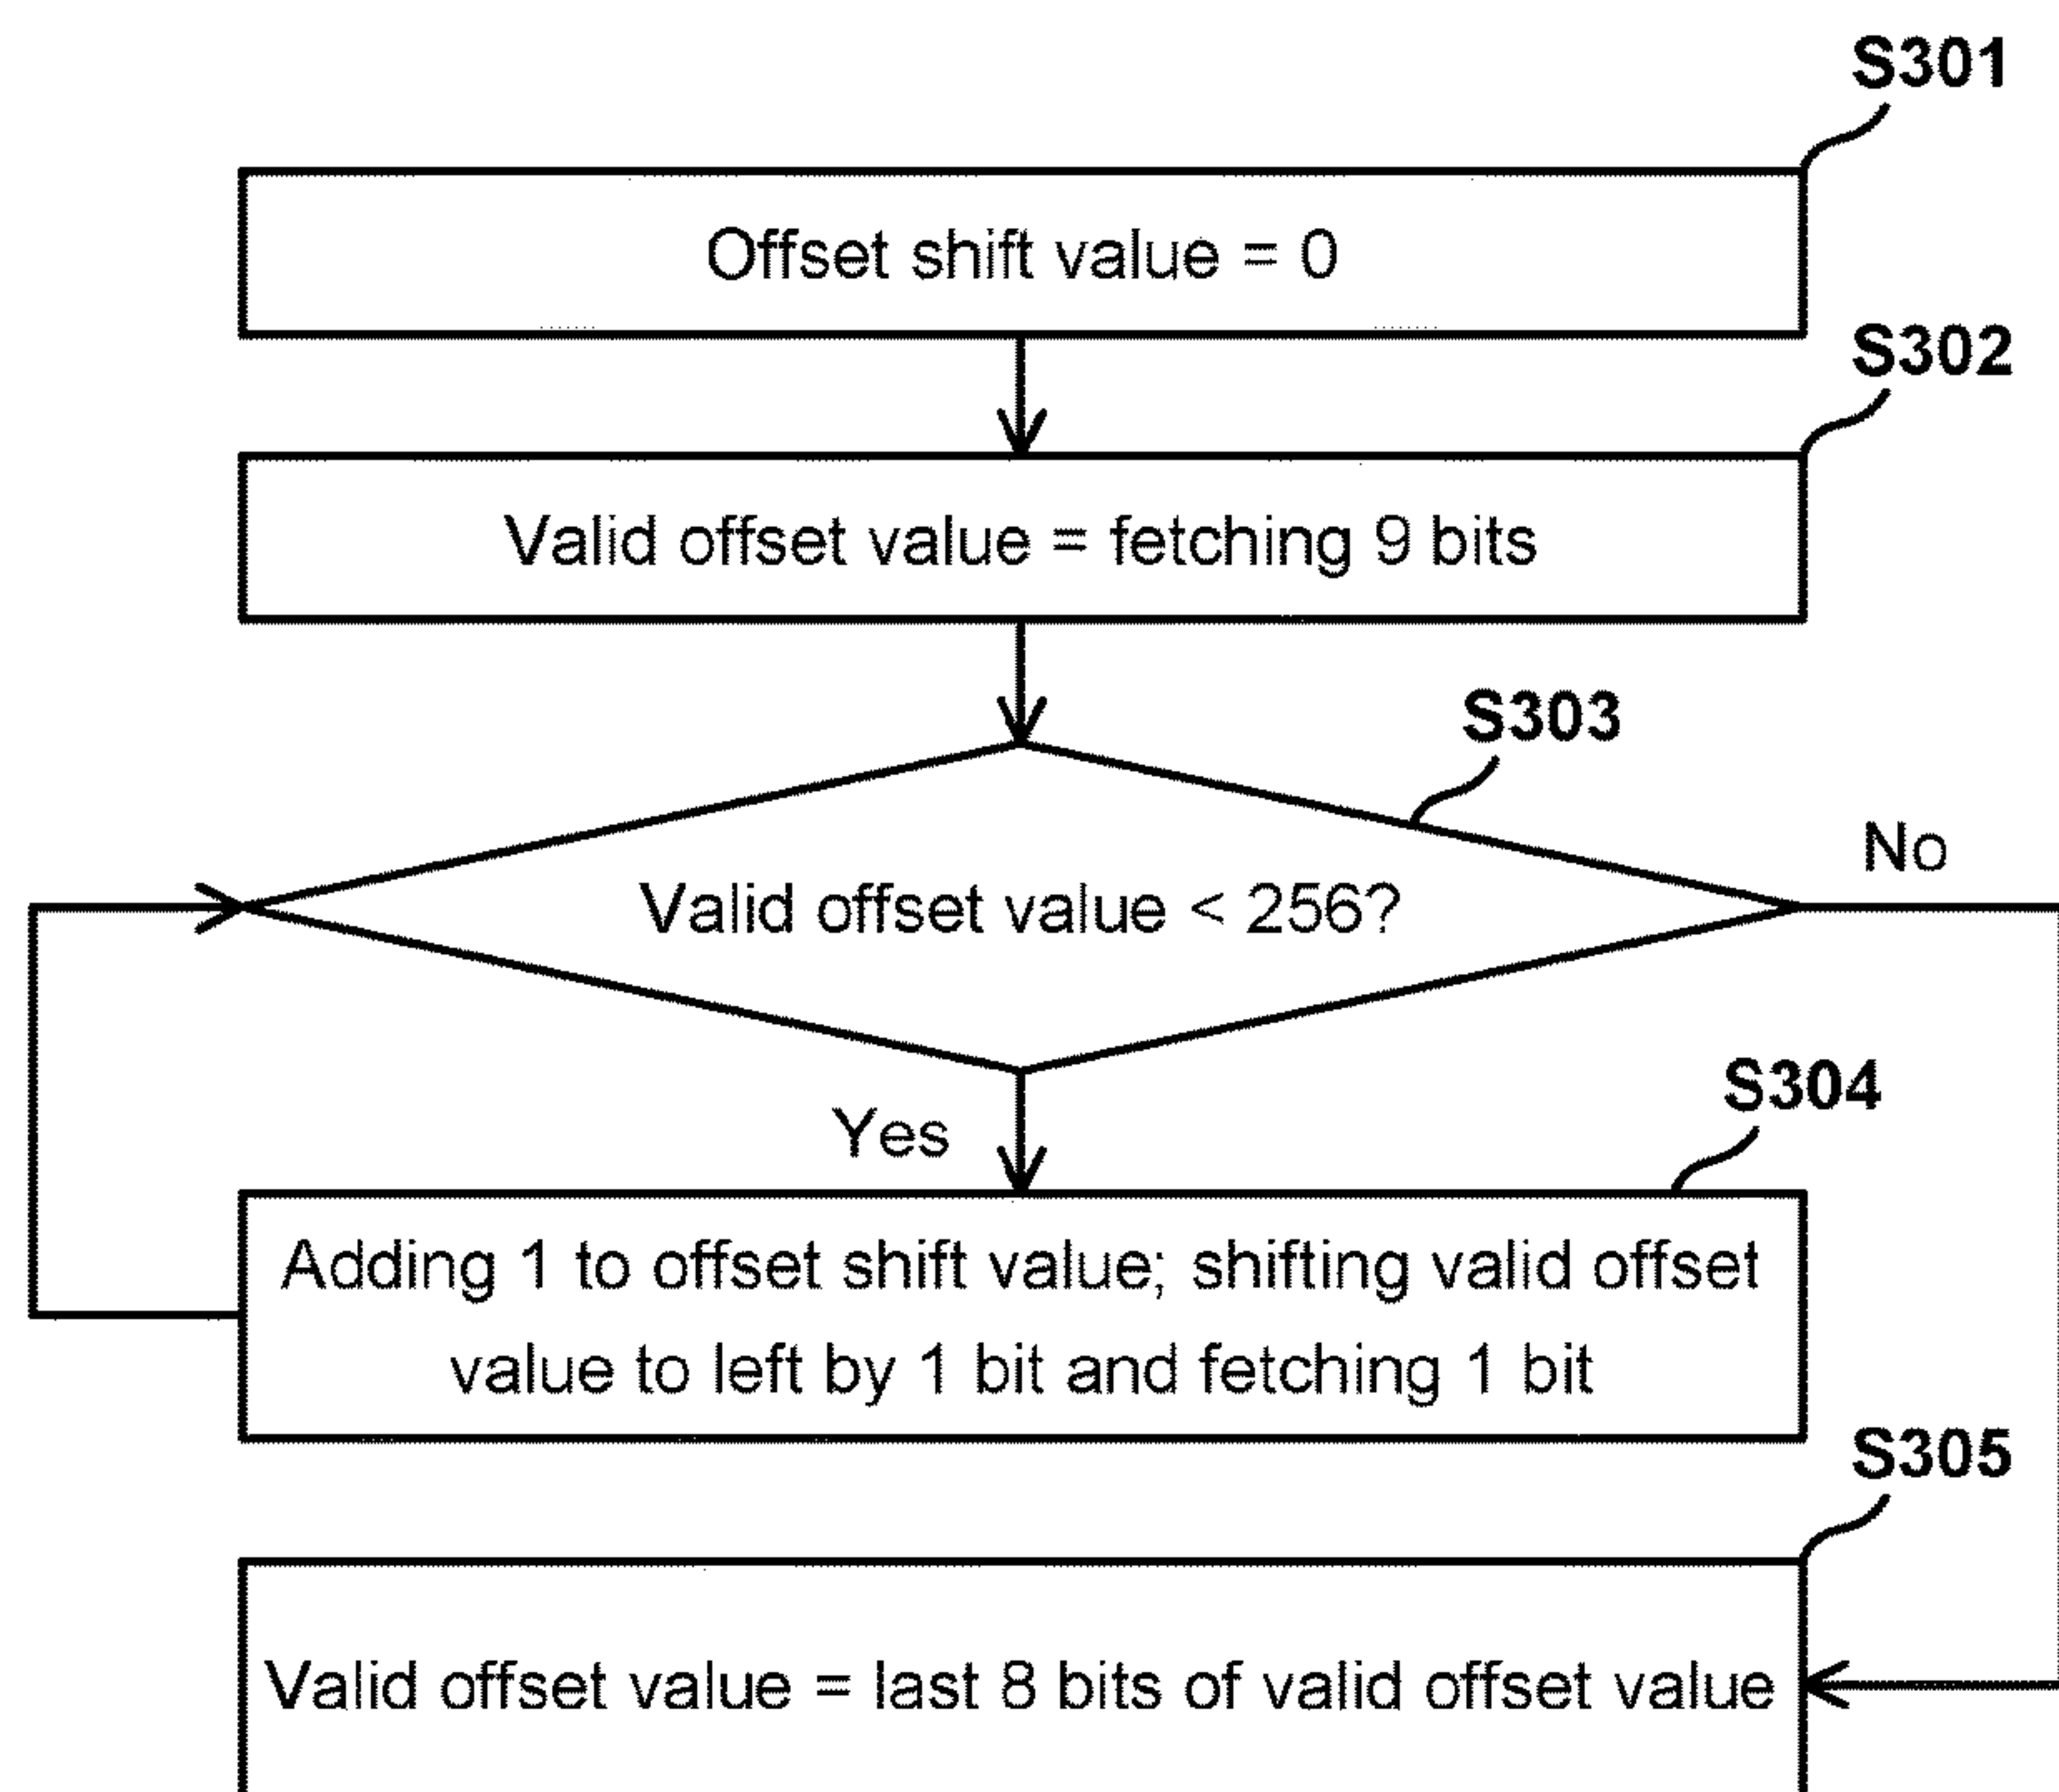 S301
Offset shift value = 0
S302
Valid offset value = fetching 9 bits
S303
Valid offset value < 256?
No
Yes
S304
Adding 1 to offset shift value; shifting valid offset
value to left by 1 bit and fetching 1 bit
S305
Valid offset value = last 8 bits of valid offset value